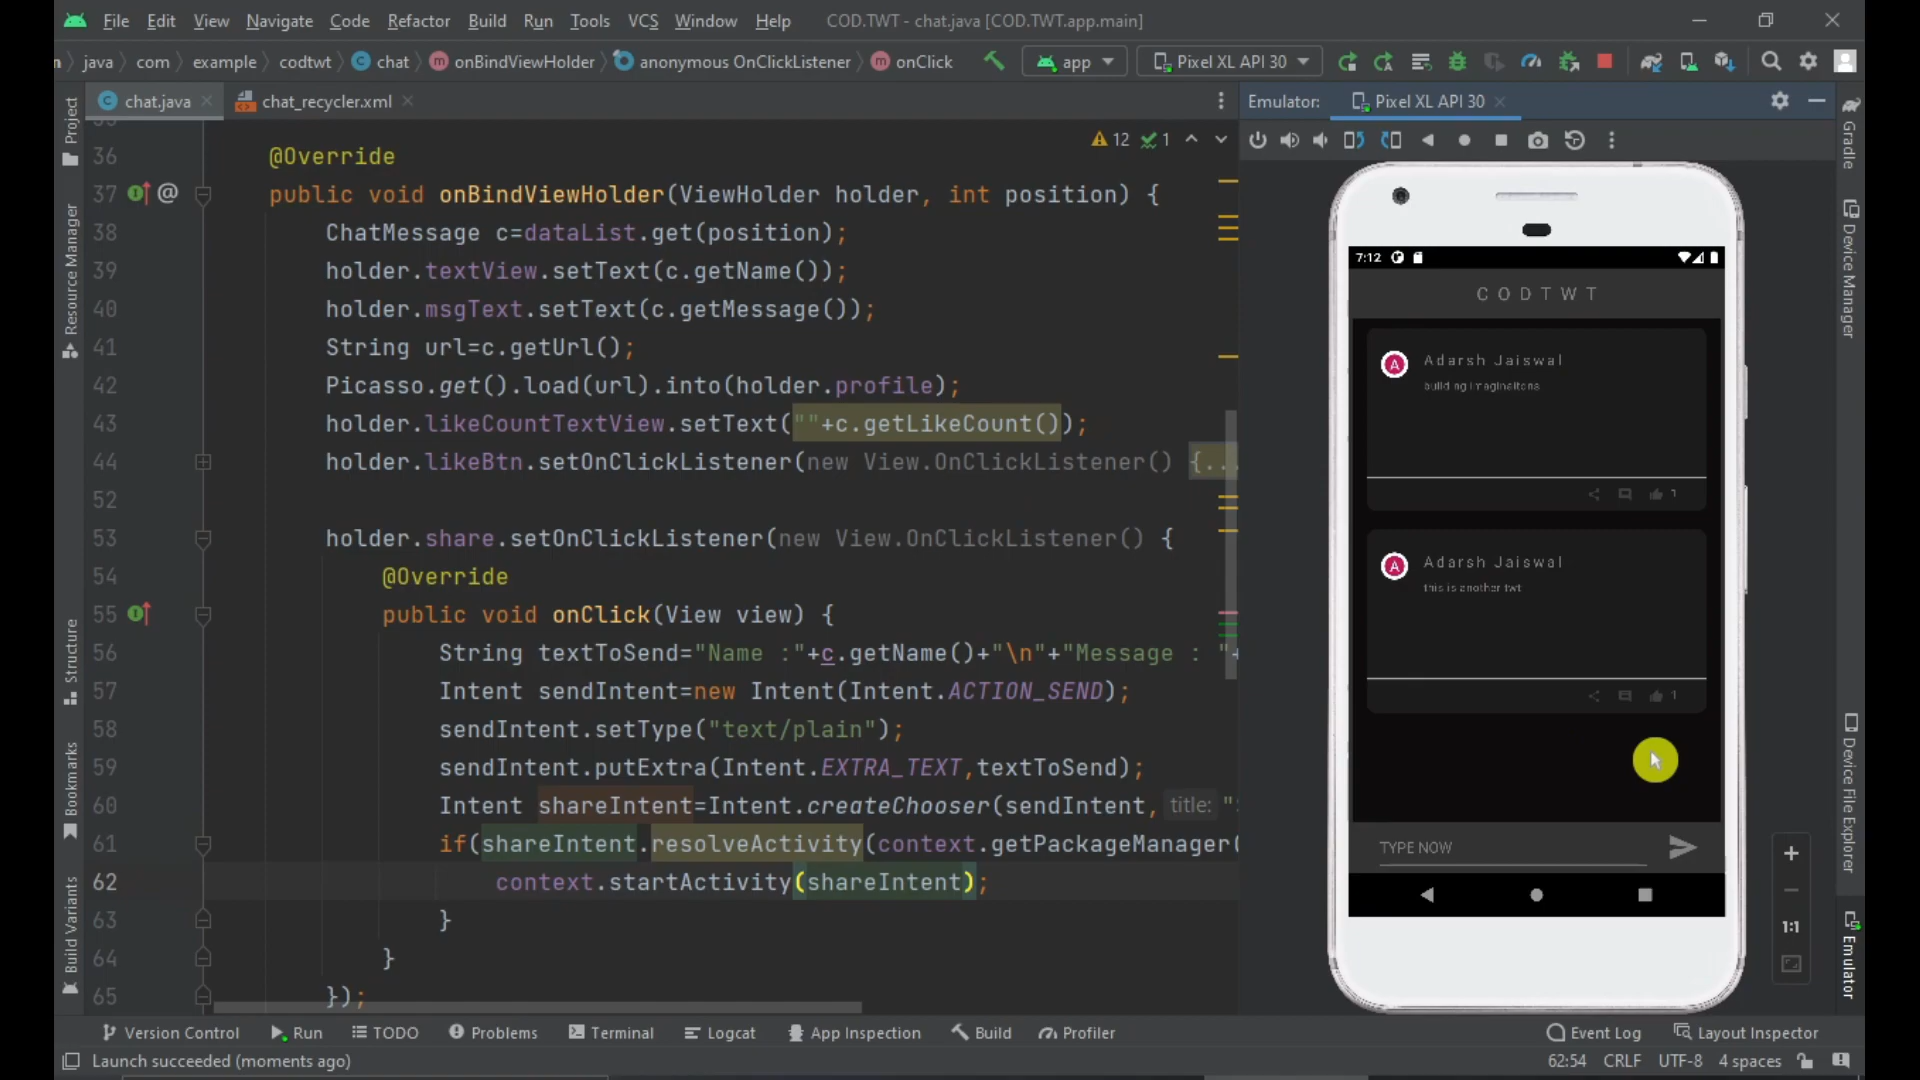 File Edit View Navigate Code Refactor Build Run Tools VCS Window Help COD.TWT - chat.java [COD.TWT.app.main]
java com example codtwt chat onBindViewHolder anonymous OnClickListener onClick app Pixel XL API 30
chat.java chat_recycler.xml Emulator: Pixel XL API 30
12 1
36 @Override
37 @ public void onBindViewHolder(ViewHolder holder, int position) {
38 ChatMessage c=dataList.get(position);
39 holder.textView.setText(c.getName());
40 holder.msgText.setText(c.getMessage());
41 String url=c.getUrl();
42 Picasso.get().load(url).into(holder.profile);
43 holder.likeCountTextView.setText(""+c.getLikeCount());
44 holder.likeBtn.setOnClickListener(new View.OnClickListener() {...
52
53 holder.share.setOnClickListener(new View.OnClickListener() {
54 @Override
55 public void onClick(View view) {
56 String textToSend="Name :"+c.getName()+"\n"+"Message : "+
57 Intent sendIntent=new Intent(Intent.ACTION_SEND);
58 sendIntent.setType("text/plain");
59 sendIntent.putExtra(Intent.EXTRA_TEXT,textToSend);
60 Intent shareIntent=Intent.createChooser(sendIntent, title: "
61 if(shareIntent.resolveActivity(context.getPackageManager(
62 context.startActivity(shareIntent);
63 }
64 }
65 });
Project
Resource Manager
Structure
Bookmarks
Build Variants
7:12
CODTWT
A Adarsh Jaiswal
building imagineitons
1
A Adarsh Jaiswal
this is another twt
1
TYPE NOW
1:1
Gradle
Device Manager
Device File Explorer
Emulator
Version Control Run TODO Problems Terminal Logcat App Inspection Build Profiler Event Log Layout Inspector
Launch succeeded (moments ago) 62:54 CRLF UTF-8 4 spaces